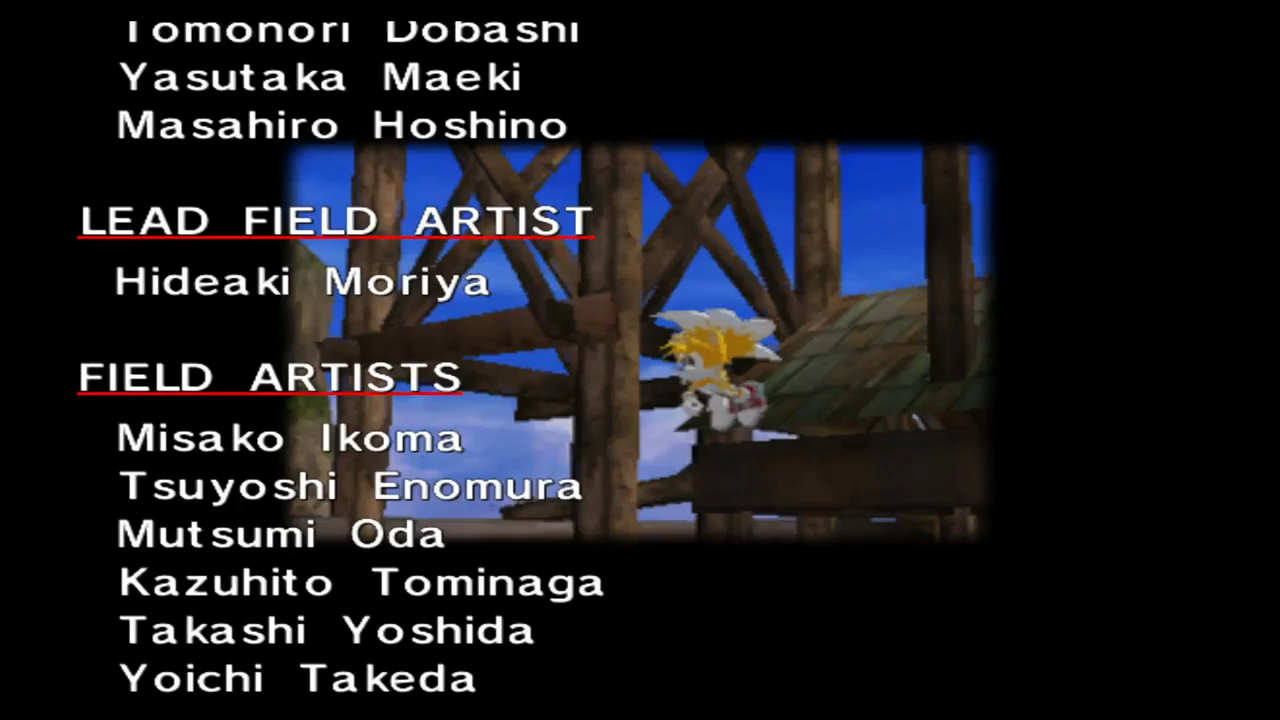 Tomonori Dobashi
Yasutaka Maeki
Masahiro Hoshino
LEAD FIELD ARTIST
Hideaki Moriya
FIELD ARTISTS
Misako Ikoma
Tsuyoshi Enomura
Mutsumi Oda
Kazuhito Tominaga
Takashi Yoshida
Yoichi Takeda